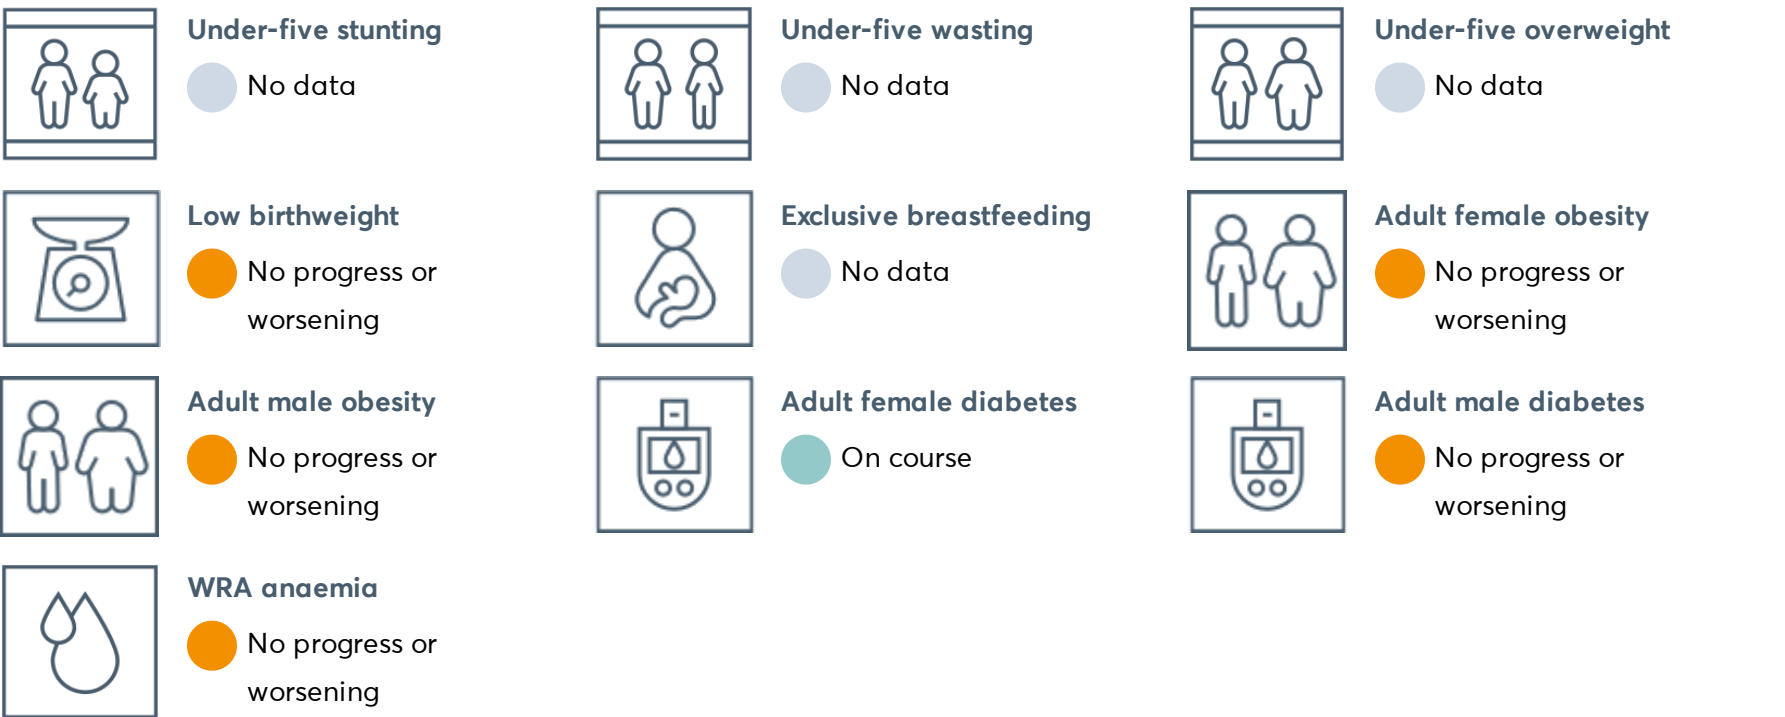 Under-five stunting
No data
Under-five wasting
No data
Under-five overweight
No data
Low birthweight
No progress or
worsening
Exclusive breastfeeding
No data
Adult female obesity
No progress or
worsening
Adult male obesity
No progress or
worsening
Adult female diabetes
On course
Adult male diabetes
No progress or
worsening
WRA anaemia
No progress or
worsening